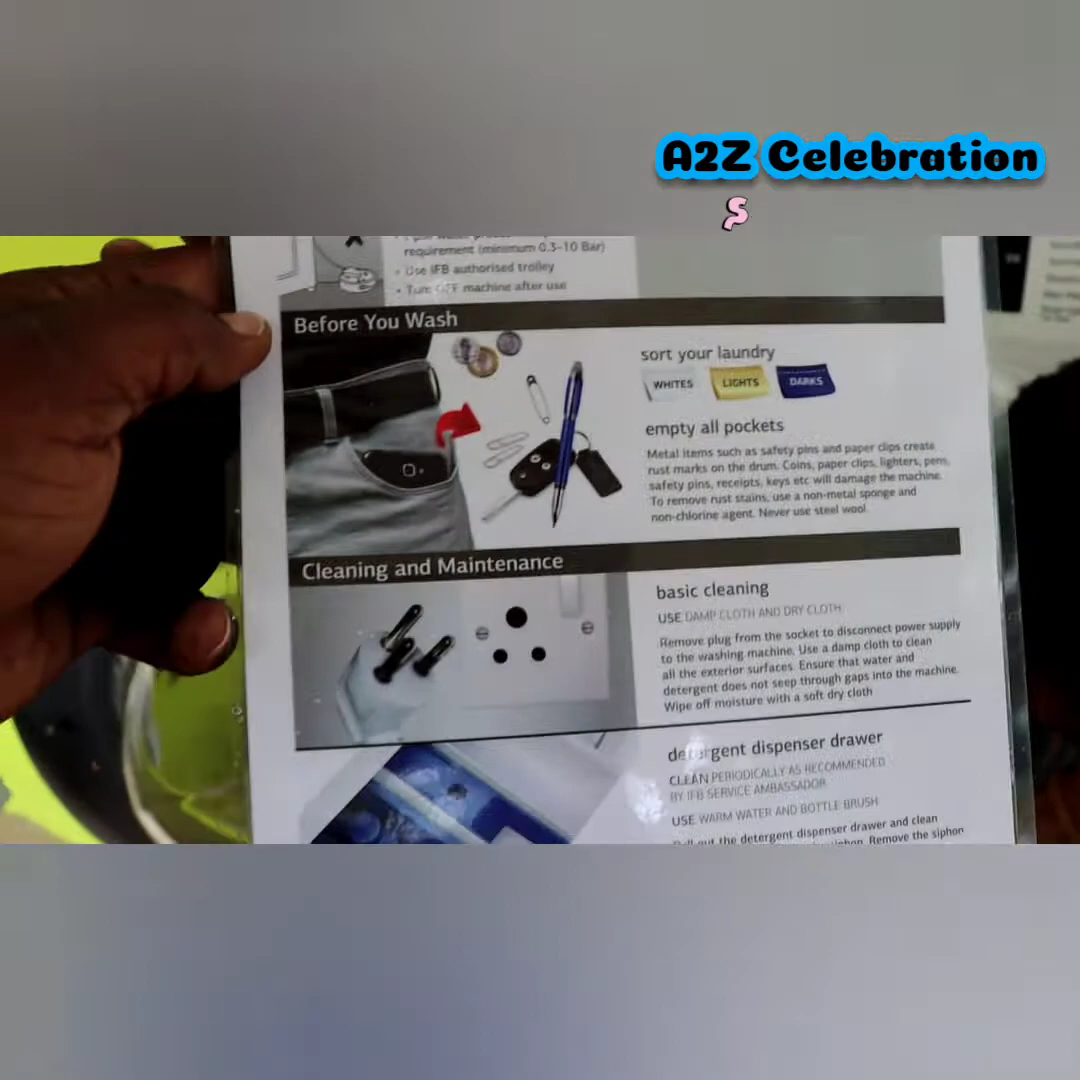 A2Z Celebration
S
requirement (minimum 0.3-10 Bar)
• Use IFB authorised trolley
• Turn OFF machine after use
Before You Wash
sort your laundry
WHITES LIGHTS DARKS
empty all pockets
Metal items such as safety pins and paper clips create
rust marks on the drum. Coins, paper clips, lighters, pens,
safety pins, receipts, keys etc will damage the machine.
To remove rust stains, use a non-metal sponge and
non-chlorine agent. Never use steel wool
Cleaning and Maintenance
basic cleaning
USE DAMP CLOTH AND DRY CLOTH
Remove plug from the socket to disconnect power supply
to the washing machine. Use a damp cloth to clean
all the exterior surfaces. Ensure that water and
detergent does not seep through gaps into the machine.
Wipe off moisture with a soft dry cloth
detergent dispenser drawer
CLEAN PERIODICALLY AS RECOMMENDED
BY IFB SERVICE AMBASSADOR
USE WARM WATER AND BOTTLE BRUSH
out the detergent dispenser drawer and clean
Remove the siphon